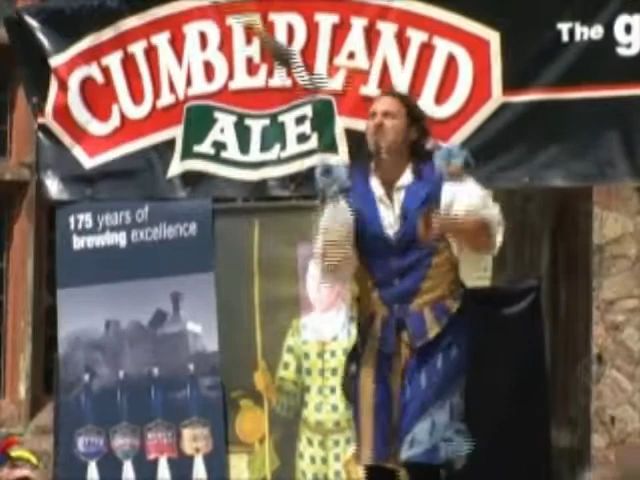 CUMBERLAND
ALE
The g
175 years of
brewing excellence